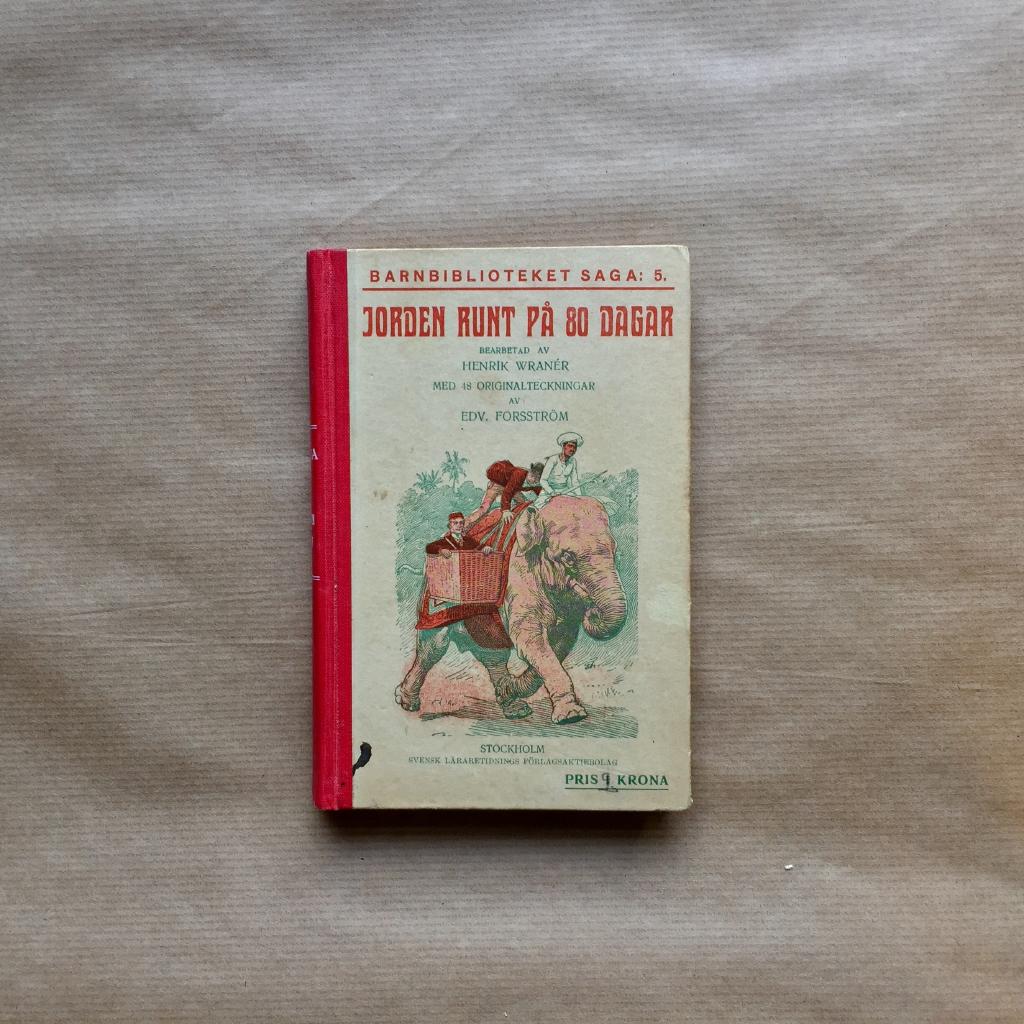 BARNBIBLIOTEKET SAGA: 5.
JORDEN RUNT PÅ 80 DAGAR
BEARBETAD AV
HENRIK WRANÉR
MED 48 ORIGINALTECKNINGAR
AV
EDV. FORSSTRÖM
STOCKHOLM
SVENSK LÄRARETIDNINGS FÖRLAGSAKTIEBOLAG
PRIS 1 KRONA